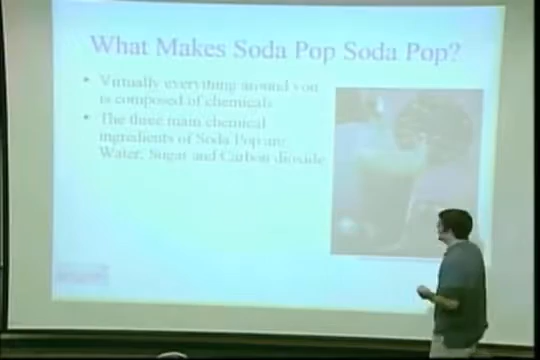 What Makes Soda Pop Soda Pop?
• Virtually everything around you
is composed of chemicals
• The three main chemical
ingredients of Soda Pop are
Water, Sugar and Carbon dioxide